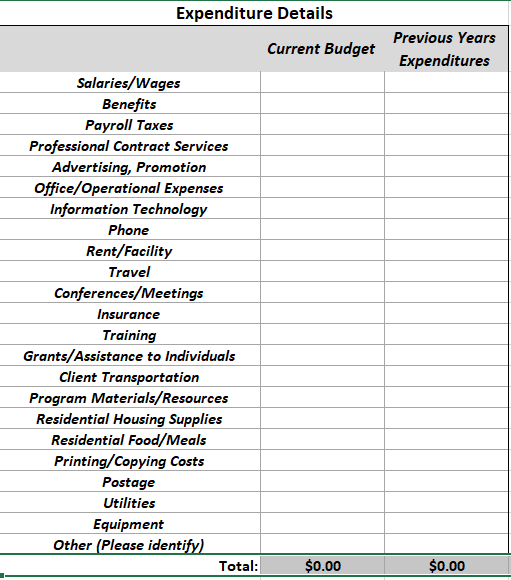 Expenditure Details
Current Budget
Previous Years
Expenditures
Salaries/Wages
Benefits
Payroll Taxes
Professional Contract Services
Advertising, Promotion
Office/Operational Expenses
Information Technology
Phone
Rent/Facility
Travel
Conferences/Meetings
Insurance
Training
Grants/Assistance to Individuals
Client Transportation
Program Materials/Resources
Residential Housing Supplies
Residential Food/Meals
Printing/Copying Costs
Postage
Utilities
Equipment
Other (Please identify)
Total: $0.00 $0.00